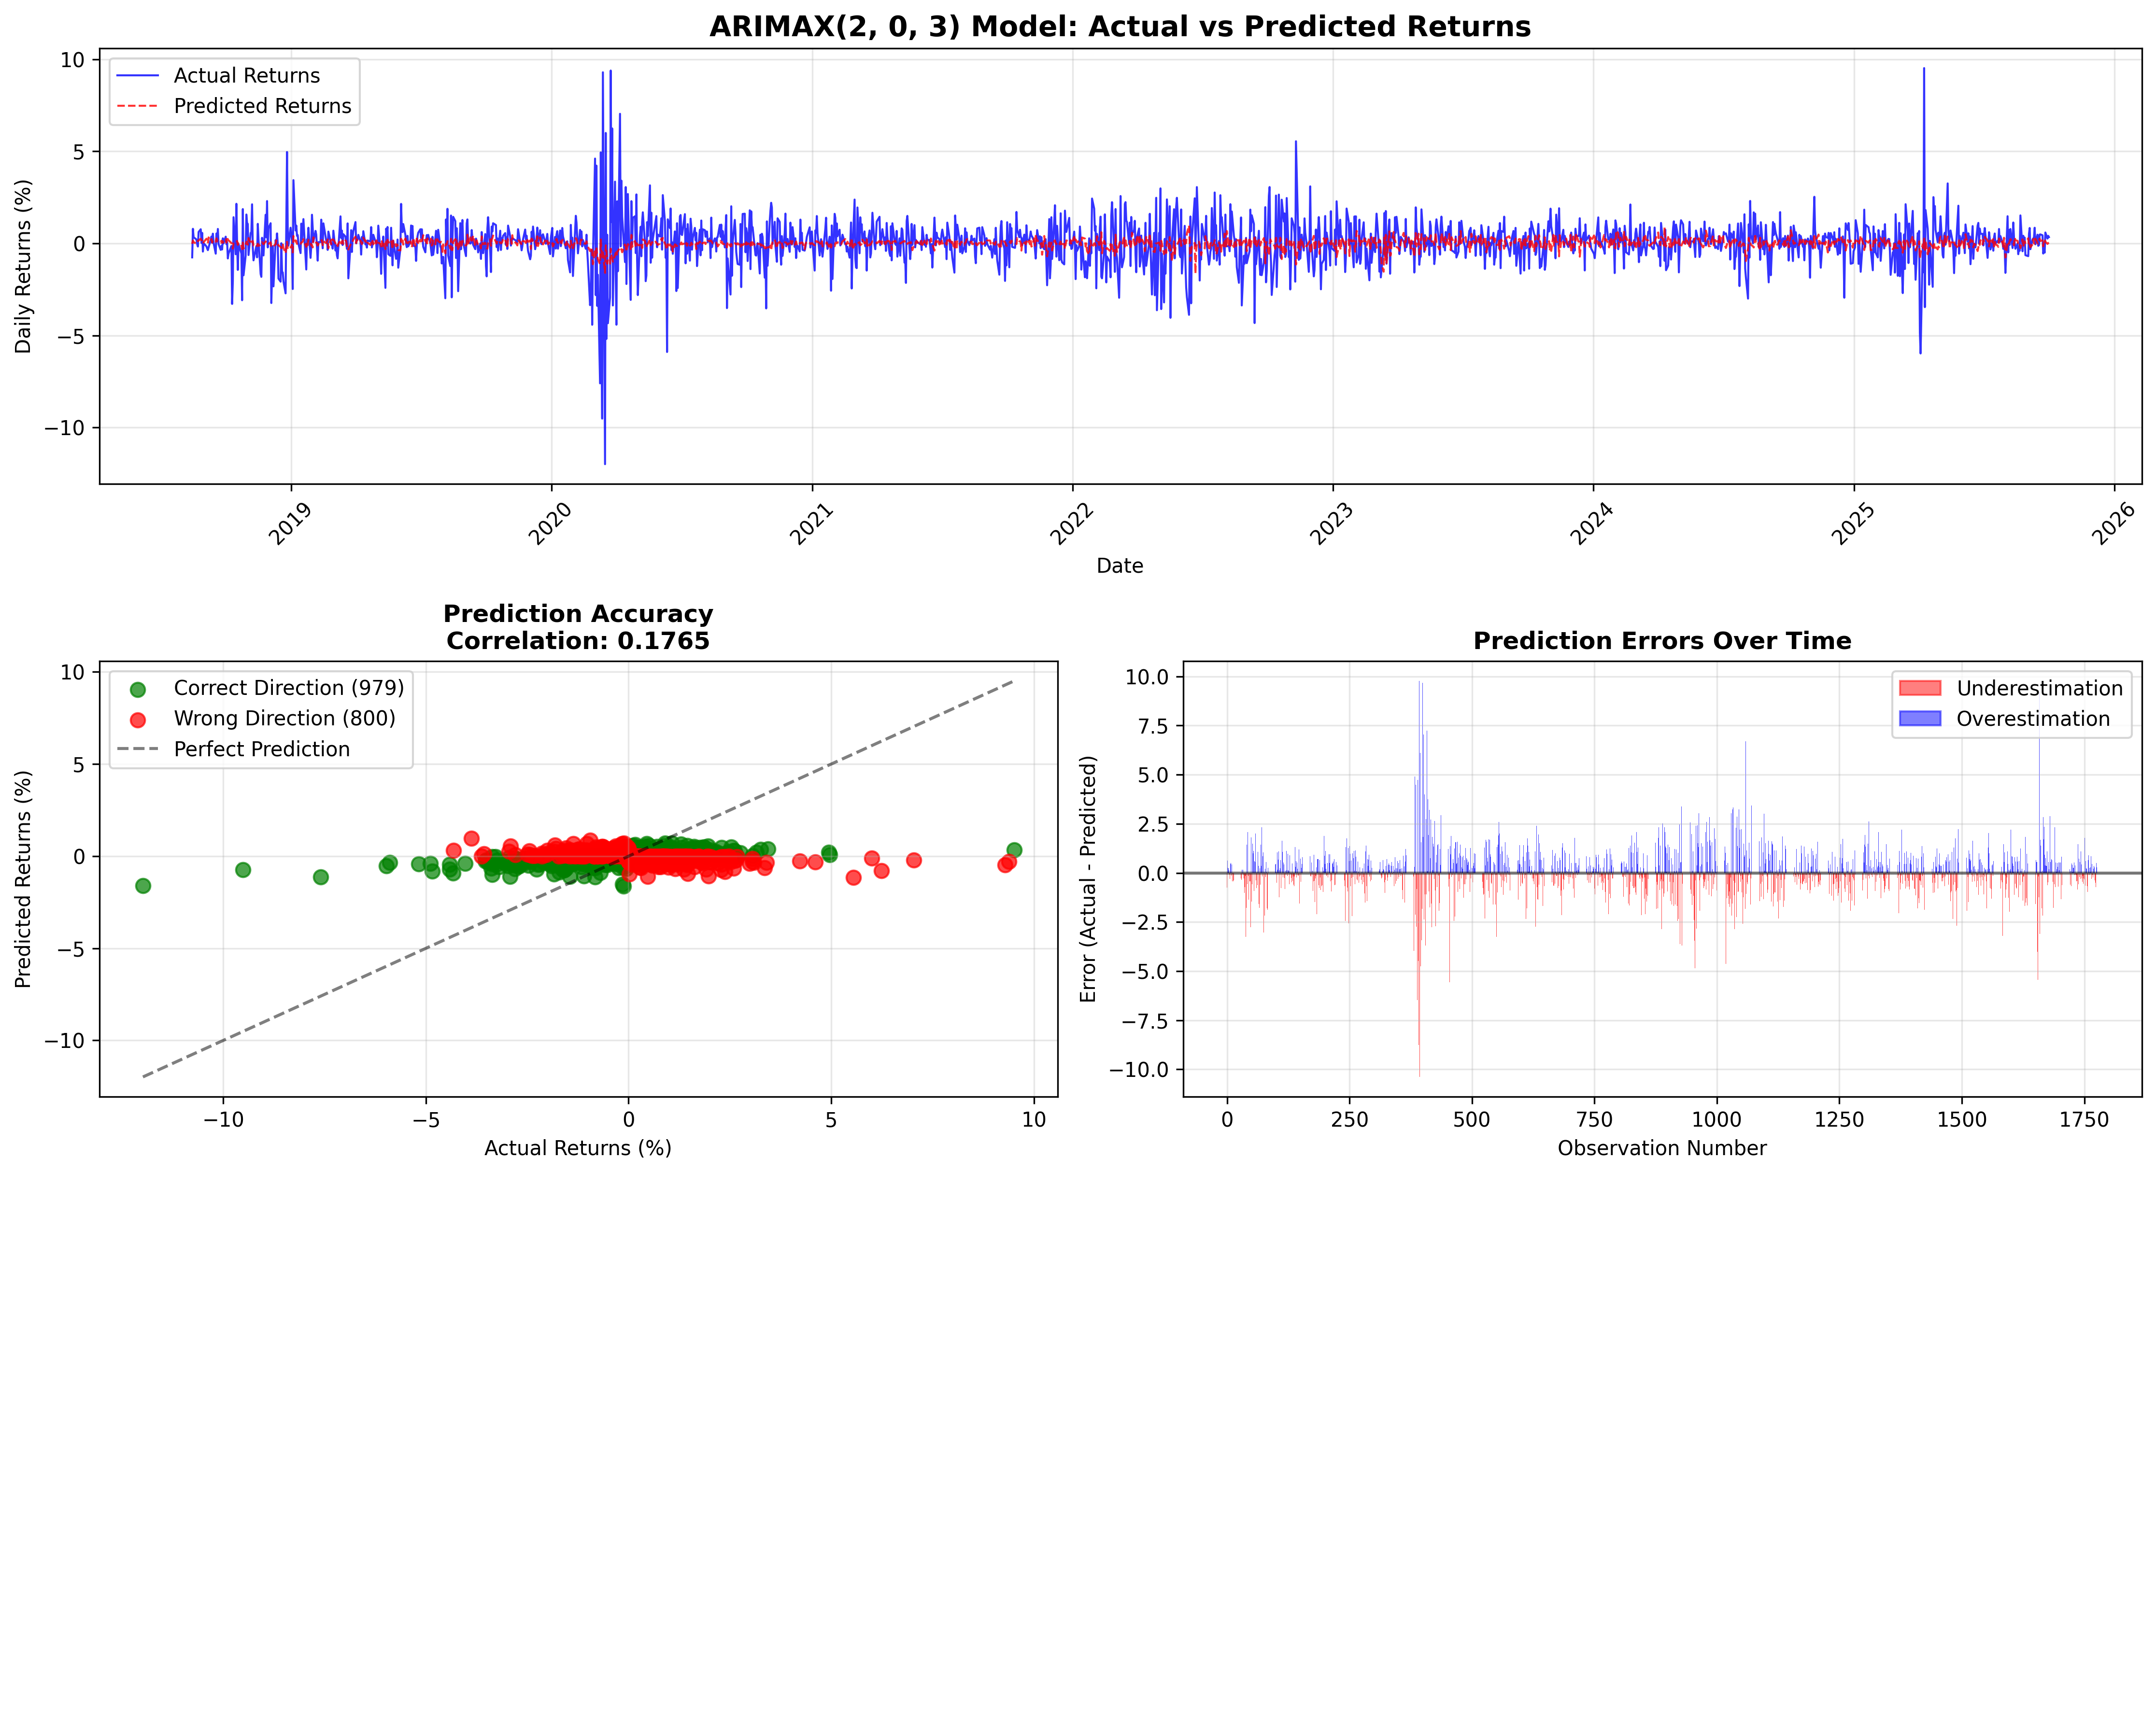 ARIMAX(2, 0, 3) Model: Actual vs Predicted Returns
Actual Returns
Predicted Returns
10
5
0
−5
−10
Daily Returns (%)
2019
2020
2021
2022
2023
2024
2025
2026
Date
Prediction Accuracy
Correlation: 0.1765
Correct Direction (979)
Wrong Direction (800)
Perfect Prediction
10
5
0
−5
−10
Predicted Returns (%)
−10
−5
0
5
10
Actual Returns (%)
Prediction Errors Over Time
Underestimation
Overestimation
10.0
7.5
5.0
2.5
0.0
−2.5
−5.0
−7.5
−10.0
Error (Actual - Predicted)
0
250
500
750
1000
1250
1500
1750
Observation Number